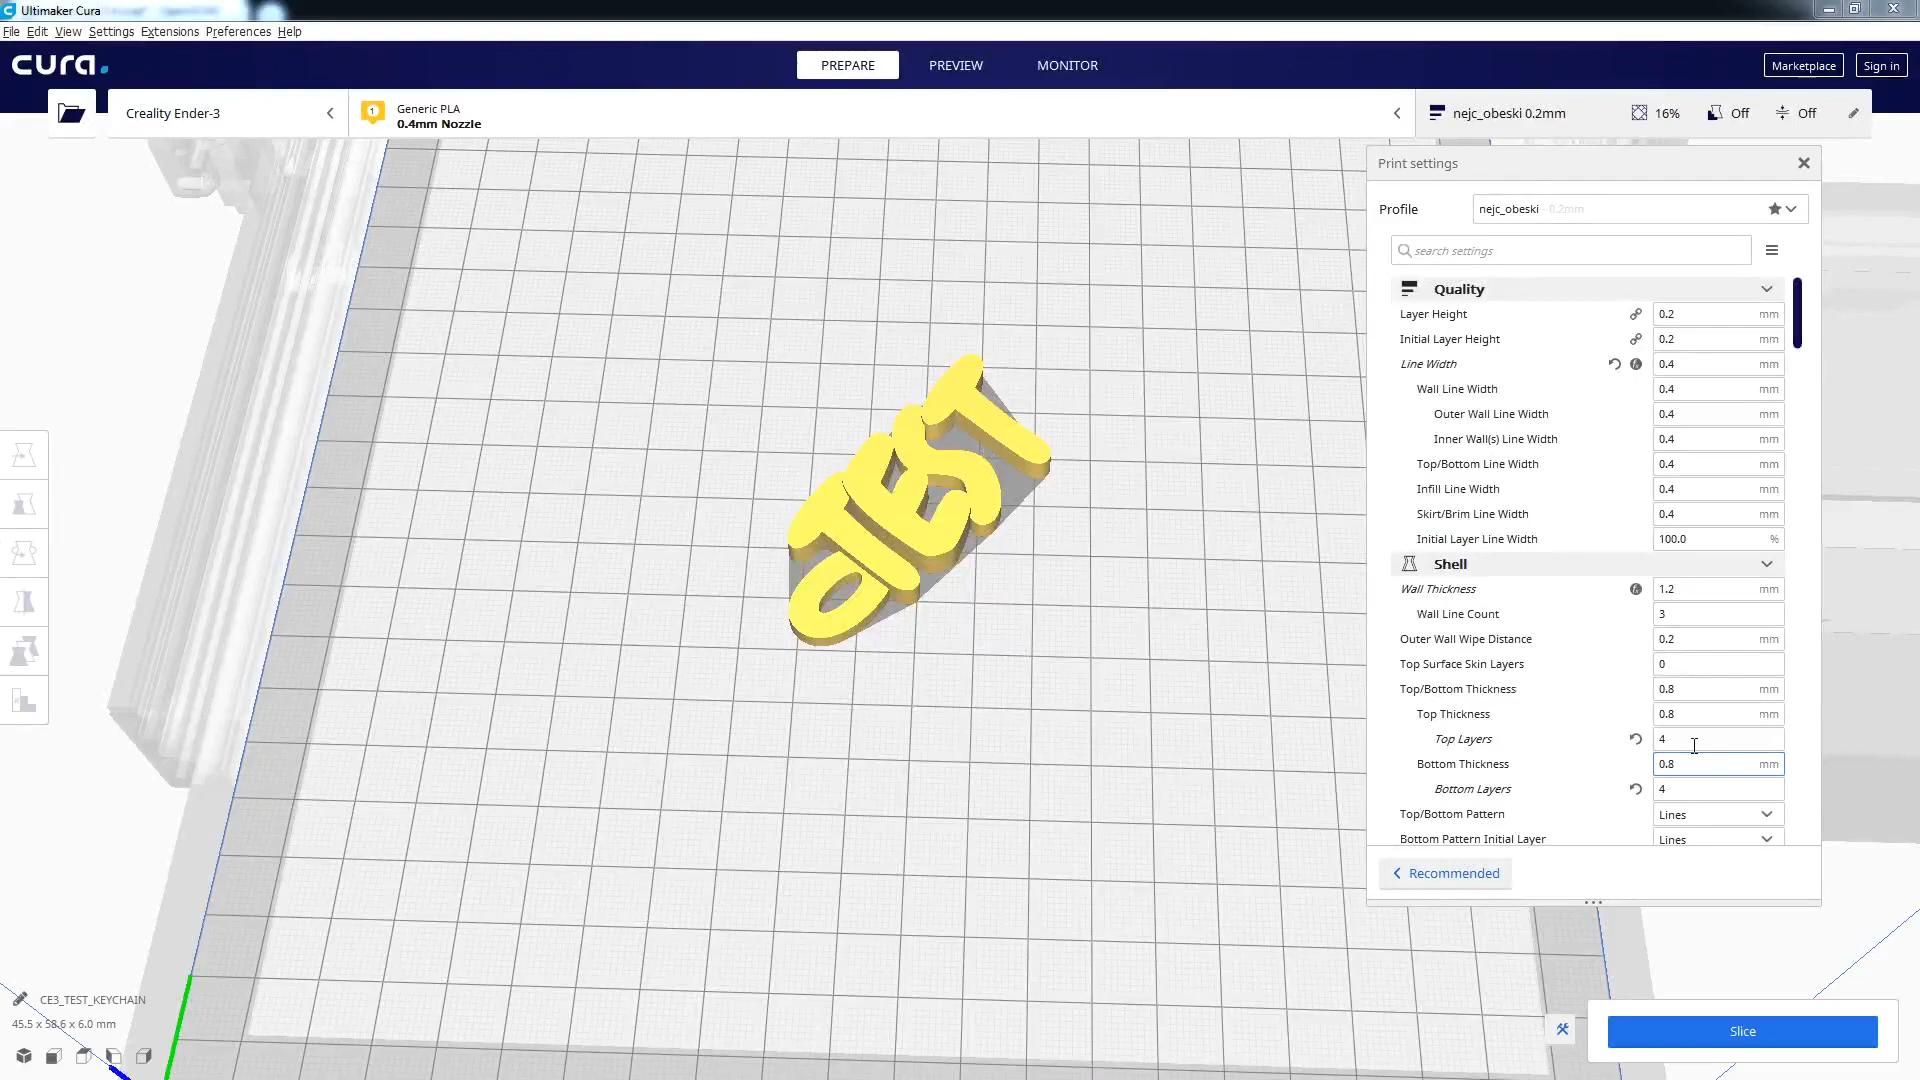 Ultimaker Cura
File Edit View Settings Extensions Preferences Help
cura.
PREPARE PREVIEW MONITOR
Marketplace Sign in
Creality Ender-3
1 Generic PLA
0.4mm Nozzle
nejc_obeski 0.2mm 16% Off Off
Print settings
Profile nejc_obeski - 0.2mm
search settings
Quality
Layer Height 0.2 mm
Initial Layer Height 0.2 mm
Line Width 0.4 mm
Wall Line Width 0.4 mm
Outer Wall Line Width 0.4 mm
Inner Wall(s) Line Width 0.4 mm
Top/Bottom Line Width 0.4 mm
Infill Line Width 0.4 mm
Skirt/Brim Line Width 0.4 mm
Initial Layer Line Width 100.0 %
Shell
Wall Thickness 1.2 mm
Wall Line Count 3
Outer Wall Wipe Distance 0.2 mm
Top Surface Skin Layers 0
Top/Bottom Thickness 0.8 mm
Top Thickness 0.8 mm
Top Layers 4
Bottom Thickness 0.8 mm
Bottom Layers 4
Top/Bottom Pattern Lines
Bottom Pattern Initial Layer Lines
Recommended
TEST
CE3_TEST_KEYCHAIN
45.5 x 58.6 x 6.0 mm
Slice